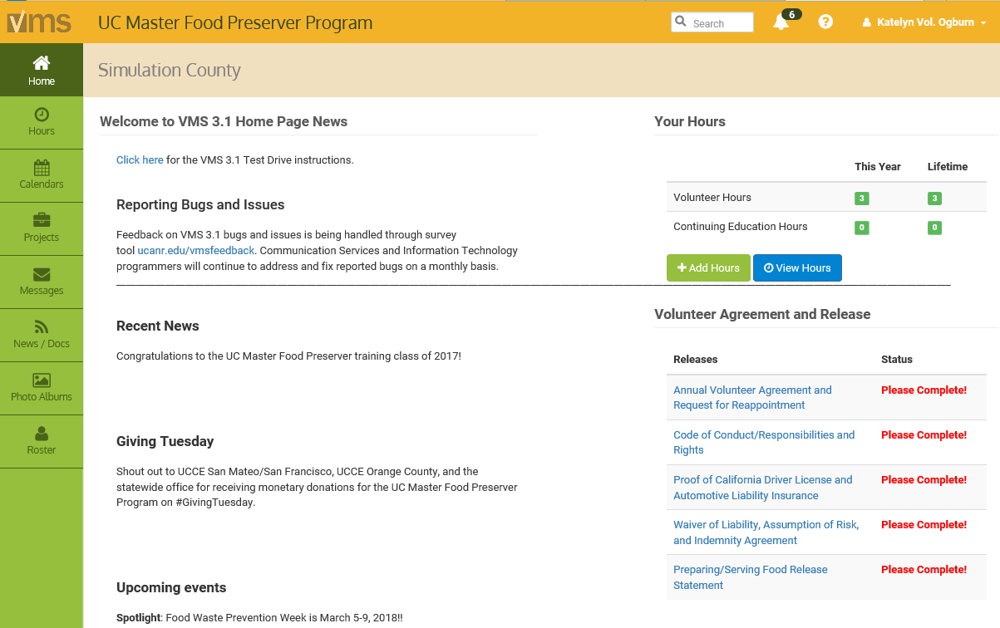 vms
UC Master Food Preserver Program
Search
6
?
Katelyn Vol. Ogburn
Simulation County
Home
Hours
Calendars
Projects
Messages
News / Docs
Photo Albums
Roster
Welcome to VMS 3.1 Home Page News
Click here for the VMS 3.1 Test Drive instructions.
Reporting Bugs and Issues
Feedback on VMS 3.1 bugs and issues is being handled through survey
tool ucanr.edu/vmsfeedback. Communication Services and Information Technology
programmers will continue to address and fix reported bugs on a monthly basis.
Recent News
Congratulations to the UC Master Food Preserver training class of 2017!
Giving Tuesday
Shout out to UCCE San Mateo/San Francisco, UCCE Orange County, and the
statewide office for receiving monetary donations for the UC Master Food Preserver
Program on #GivingTuesday.
Upcoming events
Spotlight: Food Waste Prevention Week is March 5-9, 2018!!
Your Hours
This Year Lifetime
Volunteer Hours 3 3
Continuing Education Hours 0 0
Add Hours View Hours
Volunteer Agreement and Release
Releases Status
Annual Volunteer Agreement and Please Complete!
Request for Reappointment
Code of Conduct/Responsibilities and Please Complete!
Rights
Proof of California Driver License and Please Complete!
Automotive Liability Insurance
Waiver of Liability, Assumption of Risk, Please Complete!
and Indemnity Agreement
Preparing/Serving Food Release Please Complete!
Statement